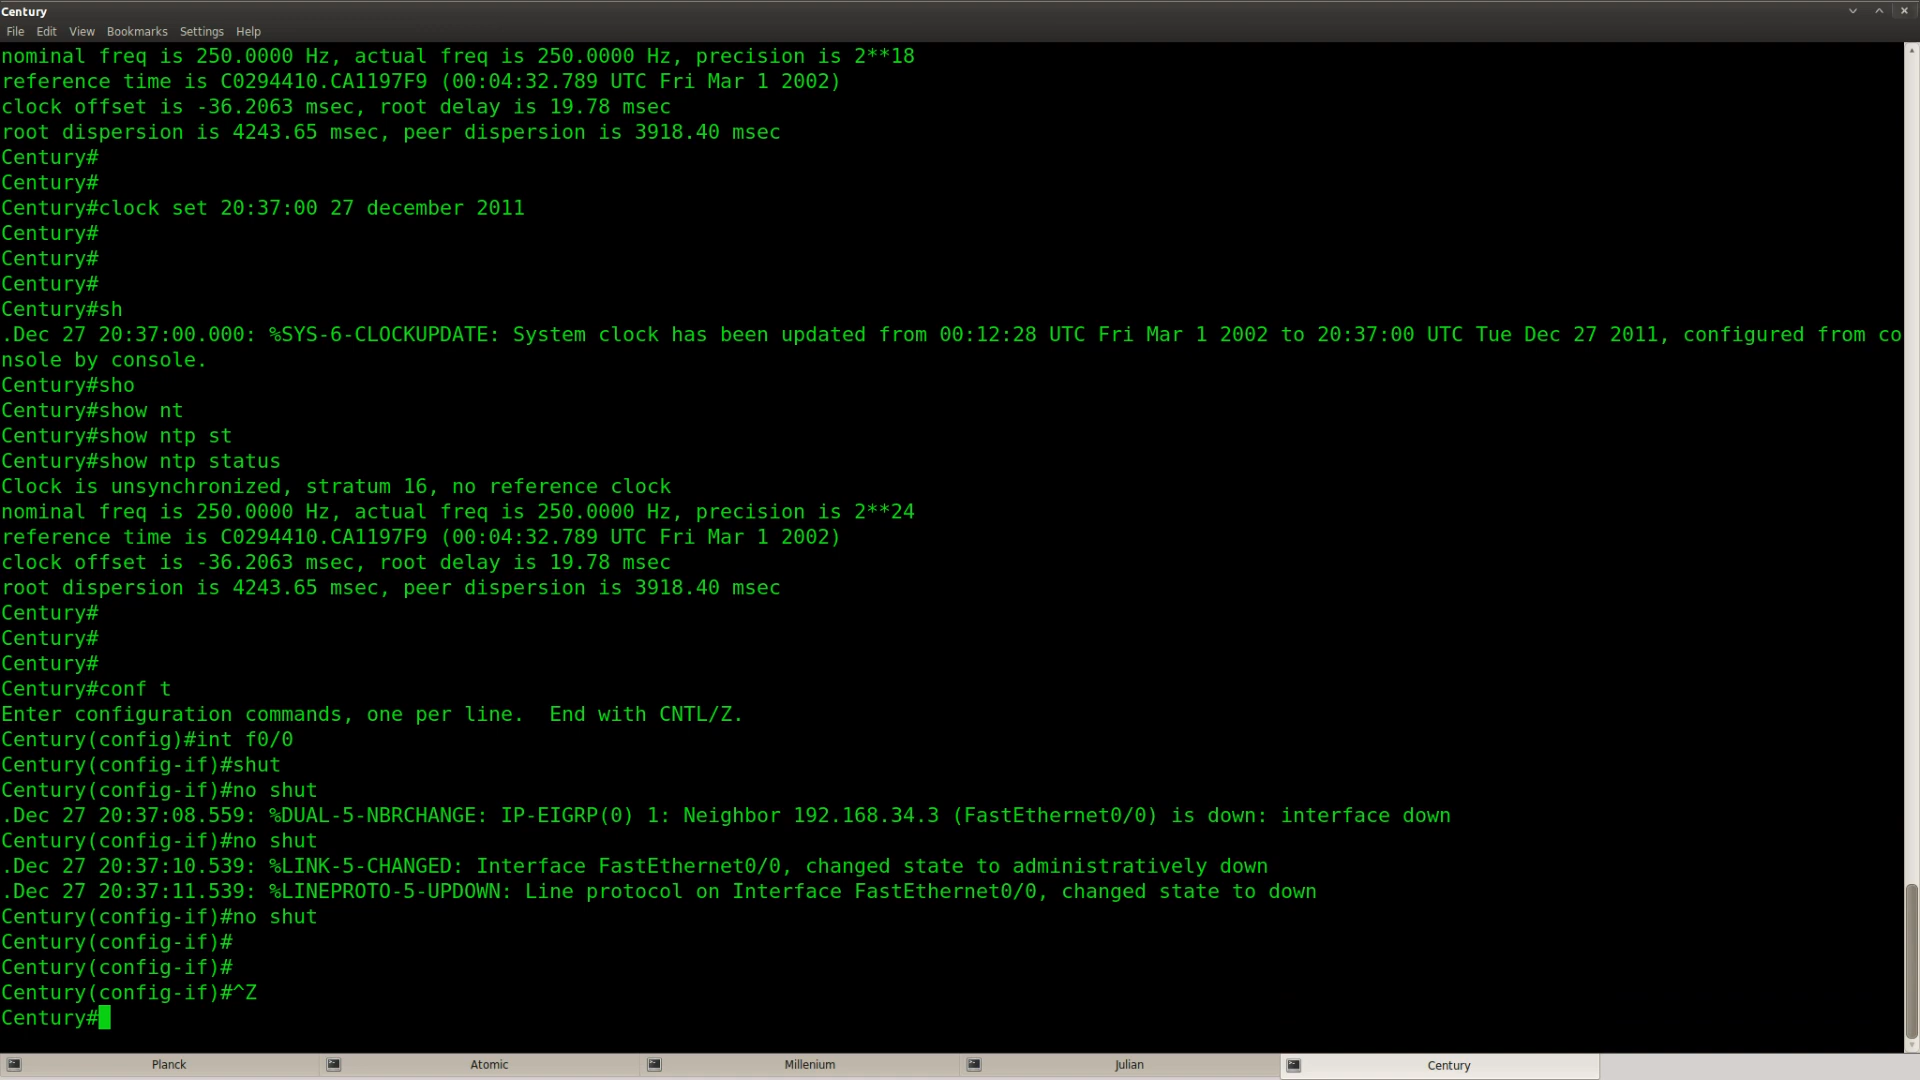 Century
File Edit View Bookmarks Settings Help
nominal freq is 250.0000 Hz, actual freq is 250.0000 Hz, precision is 2**18
reference time is C0294410.CA1197F9 (00:04:32.789 UTC Fri Mar 1 2002)
clock offset is -36.2063 msec, root delay is 19.78 msec
root dispersion is 4243.65 msec, peer dispersion is 3918.40 msec
Century#
Century#
Century#clock set 20:37:00 27 december 2011
Century#
Century#
Century#
Century#sh
.Dec 27 20:37:00.000: %SYS-6-CLOCKUPDATE: System clock has been updated from 00:12:28 UTC Fri Mar 1 2002 to 20:37:00 UTC Tue Dec 27 2011, configured from co
nsole by console.
Century#sho
Century#show nt
Century#show ntp st
Century#show ntp status
Clock is unsynchronized, stratum 16, no reference clock
nominal freq is 250.0000 Hz, actual freq is 250.0000 Hz, precision is 2**24
reference time is C0294410.CA1197F9 (00:04:32.789 UTC Fri Mar 1 2002)
clock offset is -36.2063 msec, root delay is 19.78 msec
root dispersion is 4243.65 msec, peer dispersion is 3918.40 msec
Century#
Century#
Century#
Century#conf t
Enter configuration commands, one per line.  End with CNTL/Z.
Century(config)#int f0/0
Century(config-if)#shut
Century(config-if)#no shut
.Dec 27 20:37:08.559: %DUAL-5-NBRCHANGE: IP-EIGRP(0) 1: Neighbor 192.168.34.3 (FastEthernet0/0) is down: interface down
Century(config-if)#no shut
.Dec 27 20:37:10.539: %LINK-5-CHANGED: Interface FastEthernet0/0, changed state to administratively down
.Dec 27 20:37:11.539: %LINEPROTO-5-UPDOWN: Line protocol on Interface FastEthernet0/0, changed state to down
Century(config-if)#no shut
Century(config-if)#
Century(config-if)#
Century(config-if)#^Z
Century#
Planck Atomic Millenium Julian Century